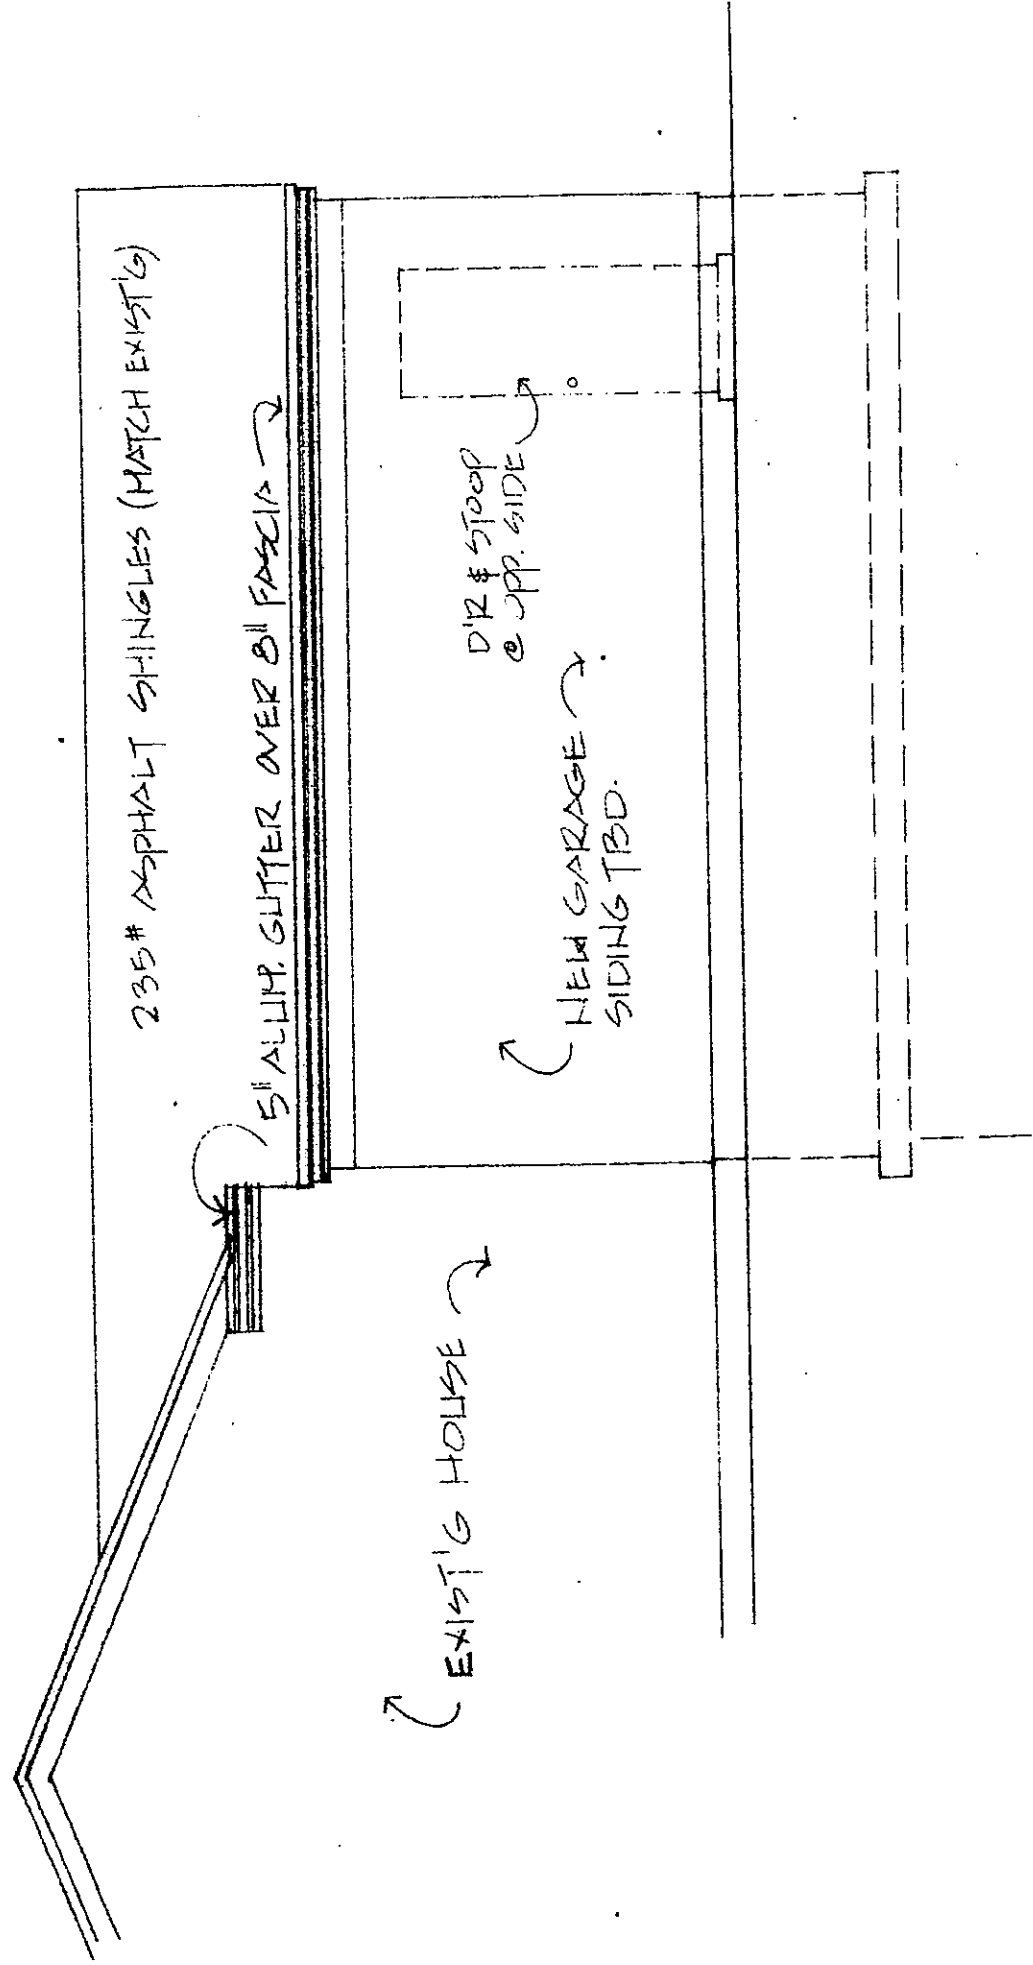 235# ASPHALT SHINGLES (MATCH EXIST'G)
5" ALUM. GUTTER OVER 8" FASCIA
D'R & STOOP
@ OPP. SIDE
NEW GARAGE
SIDING TBD.
EXIST'G HOUSE